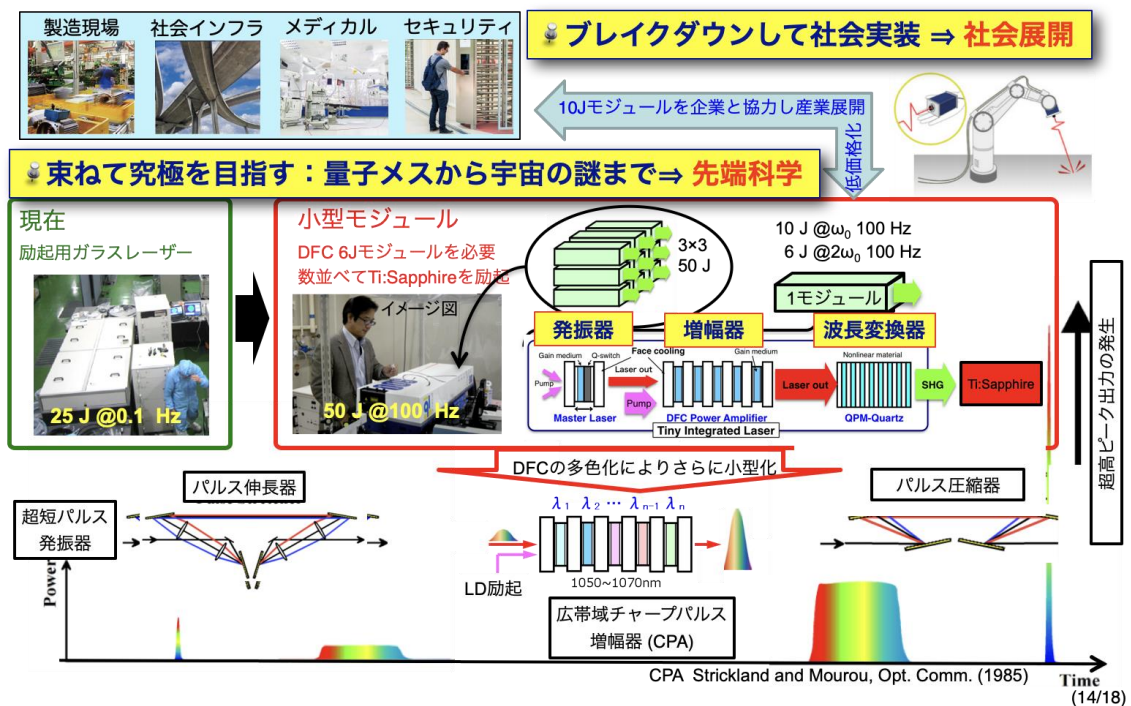 製造現場
社会インフラ
メディカル
セキュリティ
ブレイクダウンして社会実装 ⇒ 社会展開
10Jモジュールを企業と協力し産業展開
低価格化
束ねて究極を目指す：量子メスから宇宙の謎まで⇒ 先端科学
現在
励起用ガラスレーザー
25 J @0.1 Hz
小型モジュール
DFC 6Jモジュールを必要
数並べてTi:Sapphireを励起
イメージ図
50 J @100 Hz
3×3
50 J
10 J @ω₀ 100 Hz
6 J @2ω₀ 100 Hz
1モジュール
発振器
増幅器
波長変換器
Gain medium
Q-switch
Face cooling
Gain medium
Nonlinear material
Pump
Laser out
Pump
Laser out
SHG
Ti:Sapphire
Master Laser
DFC Power Amplifier
QPM-Quartz
Tiny Integrated Laser
超高ピーク出力の発生
DFCの多色化によりさらに小型化
パルス伸長器
パルス圧縮器
超短パルス
発振器
λ₁ λ₂ … λₙ₋₁ λₙ
LD励起
1050~1070nm
広帯域チャープパルス
増幅器 (CPA)
Power
CPA Strickland and Mourou, Opt. Comm. (1985)
Time
(14/18)